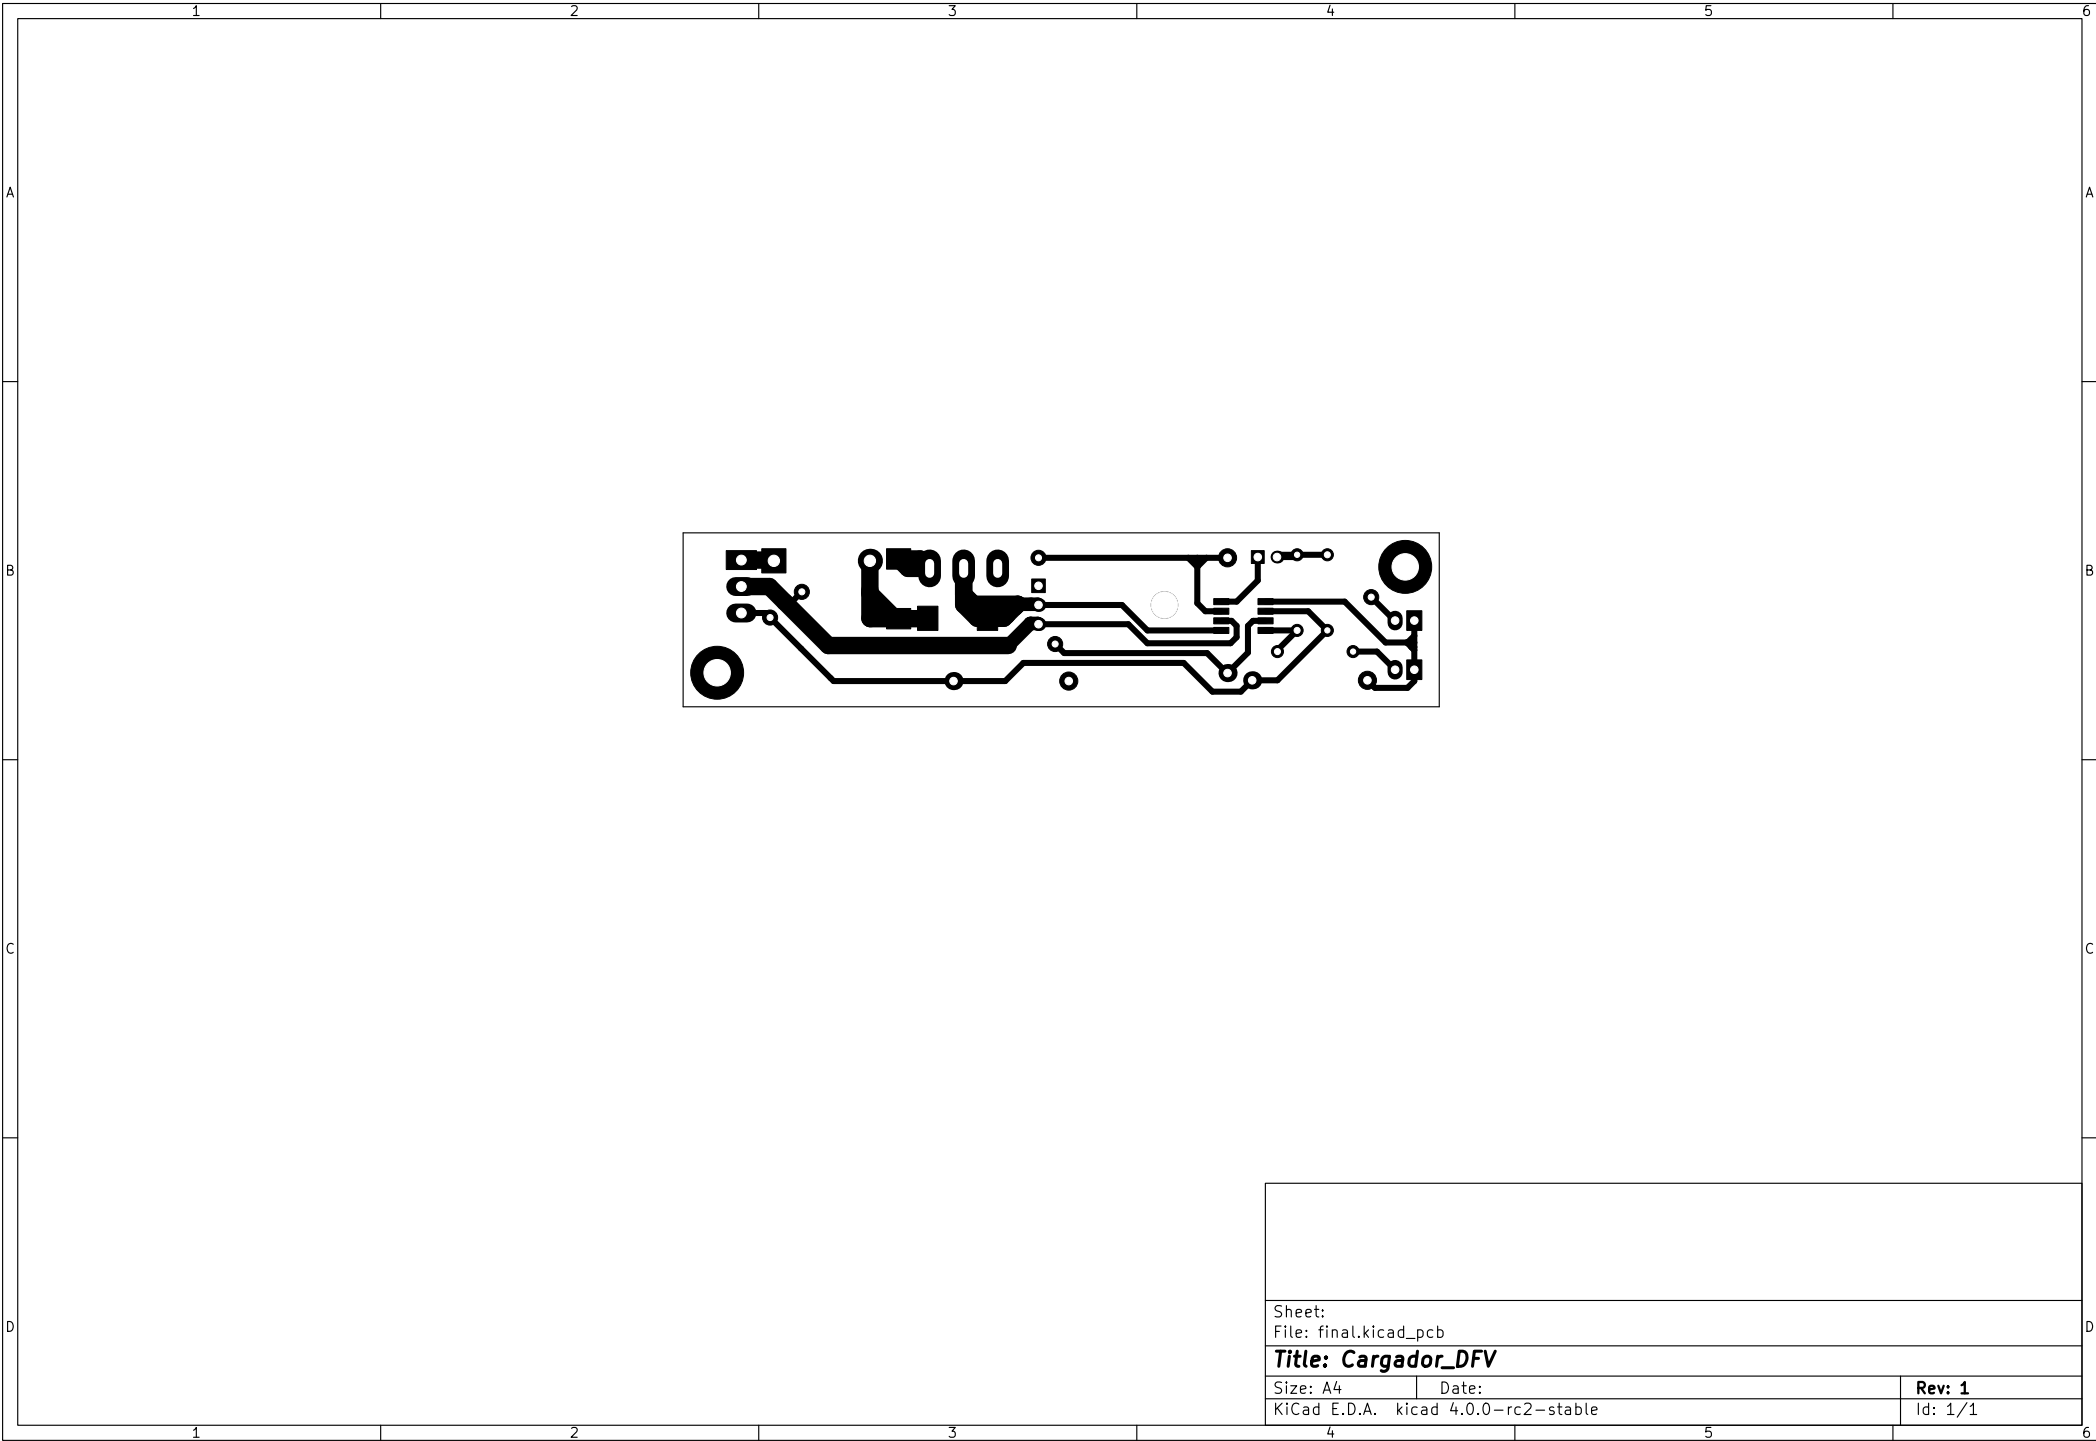 1 2 3 4 5 6
A A
B B
C C
D D
Sheet:
File: final.kicad_pcb
Title: Cargador_DFV
Size: A4 Date: Rev: 1
KiCad E.D.A. kicad 4.0.0-rc2-stable Id: 1/1
1 2 3 4 5 6